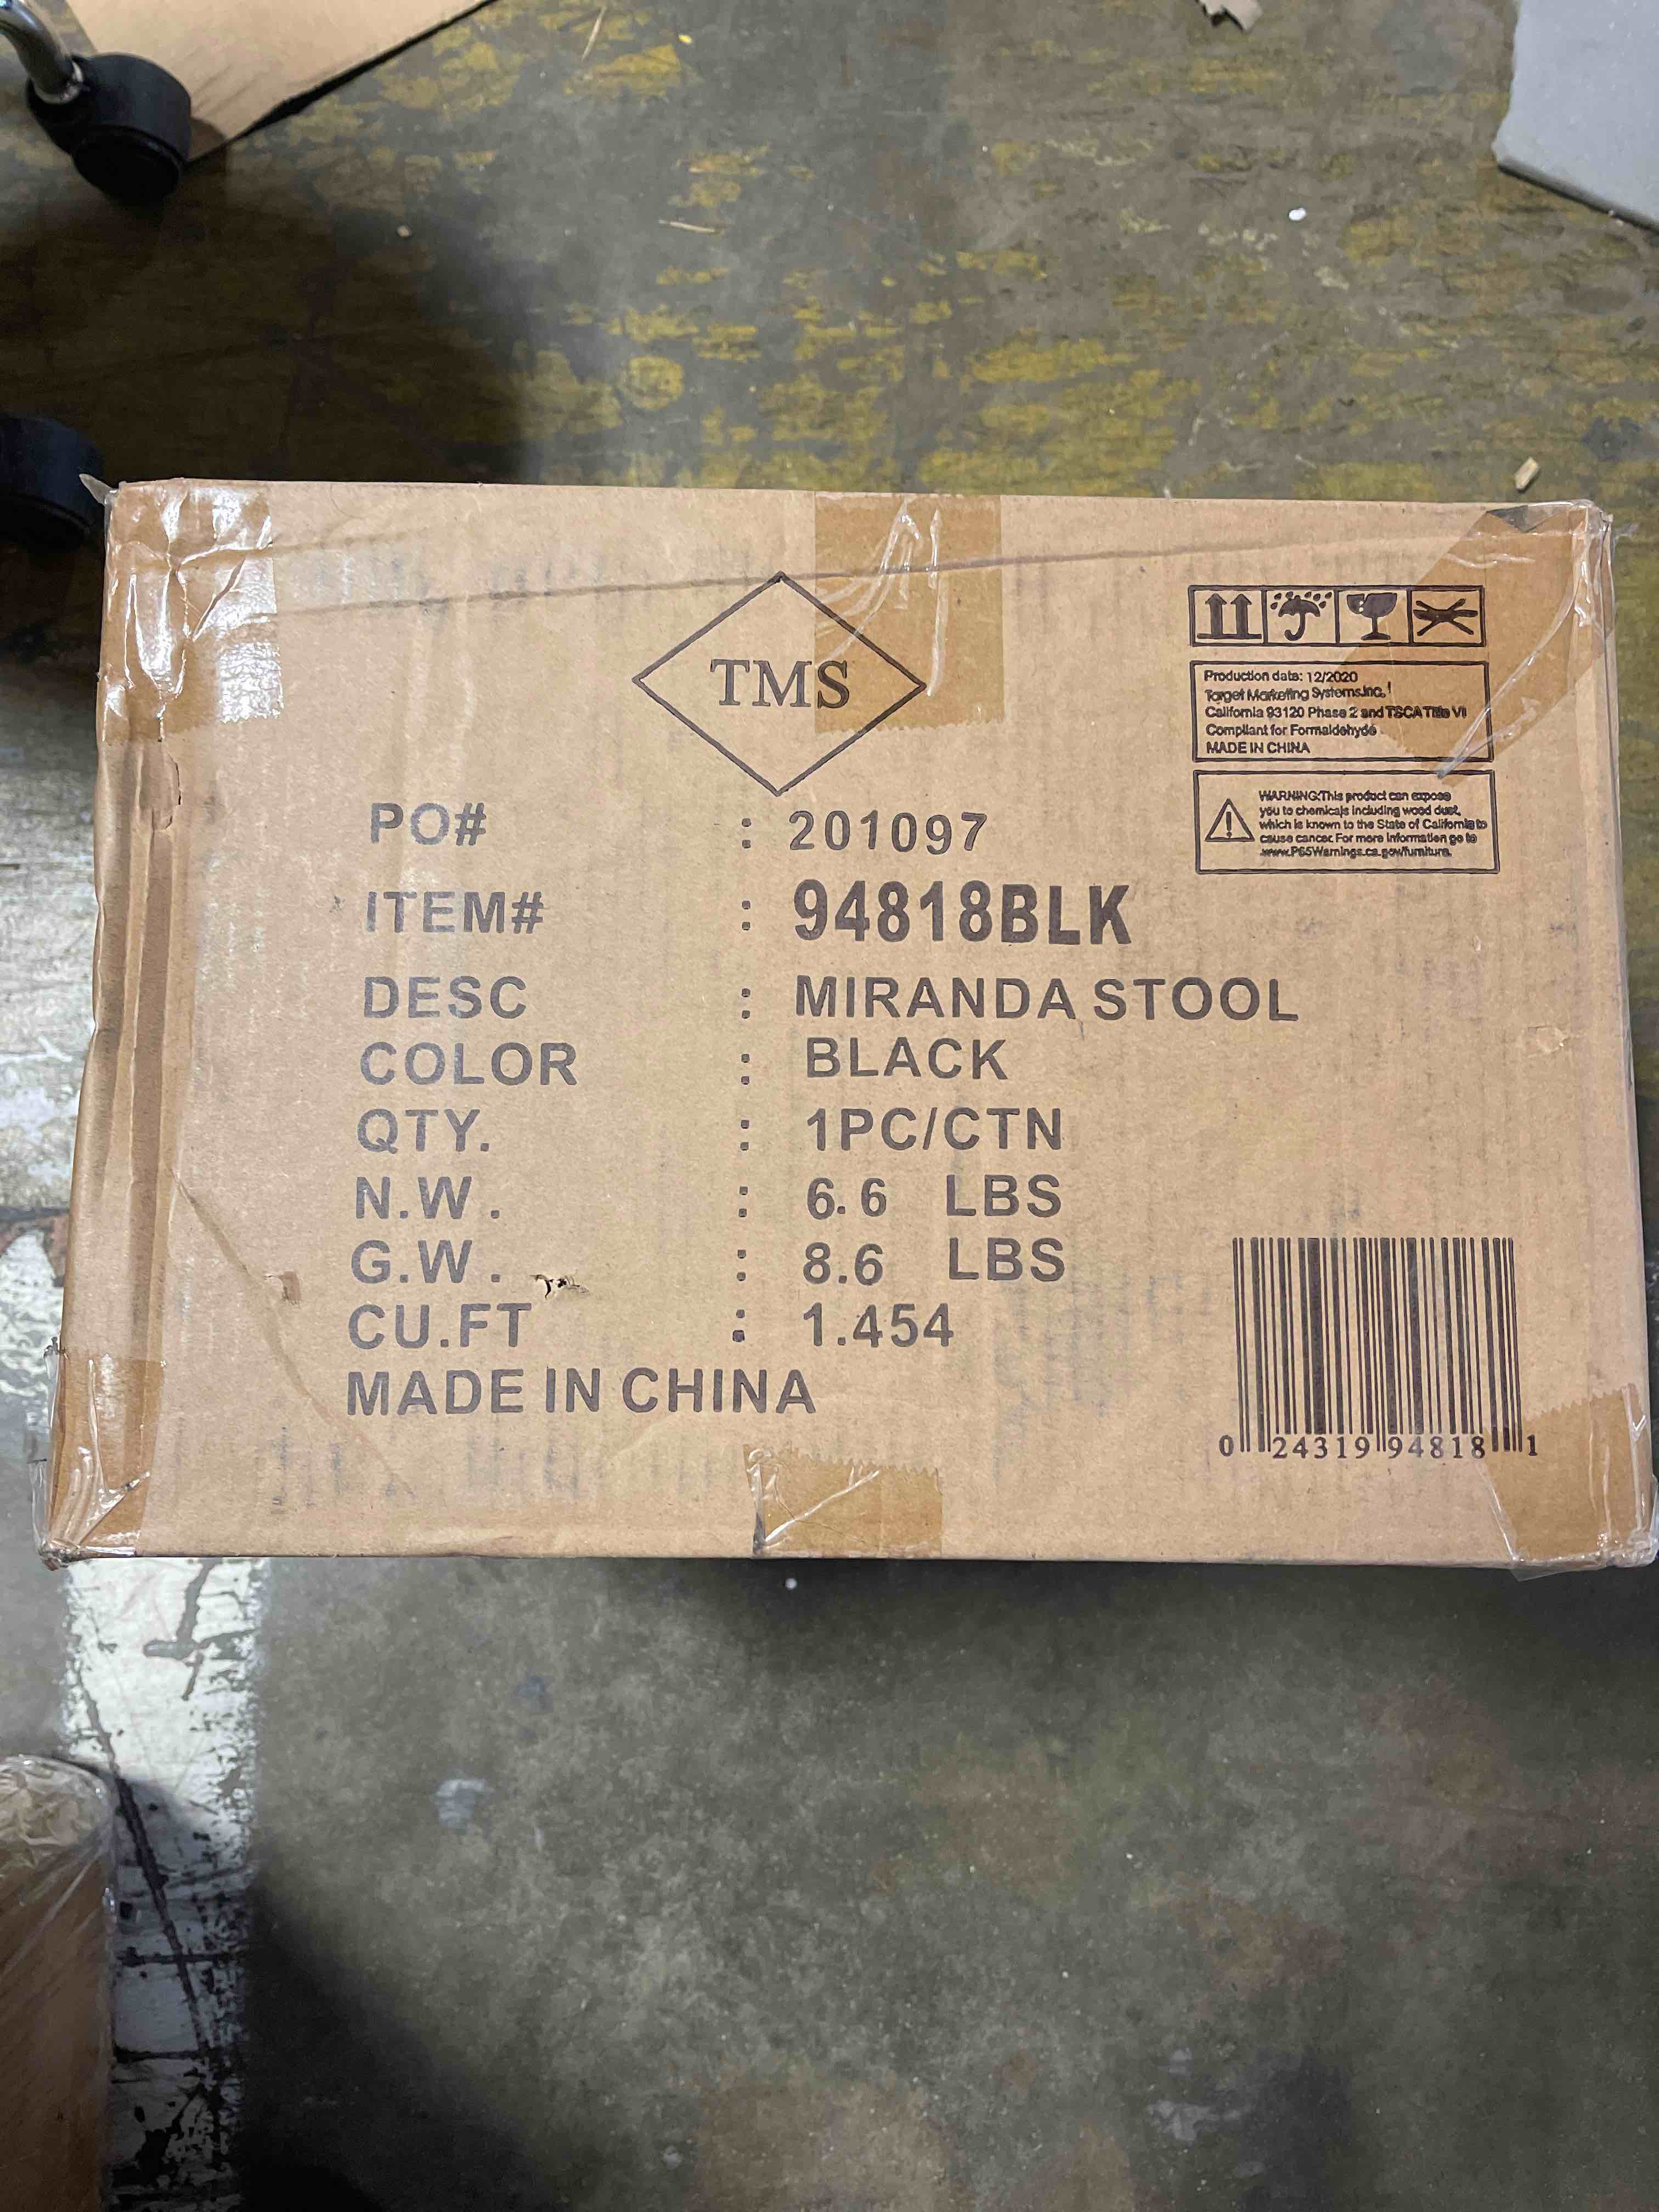 TMS
Production date: 12/2020
Target Marketing Systems,Inc.
California 93120 Phase 2 and TSCA Title VI
Compliant for Formaldehyde
MADE IN CHINA
WARNING:This product can expose
you to chemicals including wood dust,
which is known to the State of California to
cause cancer. For more information go to
www.P65Warnings.ca.gov/furniture.
PO# : 201097
ITEM# : 94818BLK
DESC : MIRANDA STOOL
COLOR : BLACK
QTY. : 1PC/CTN
N.W. : 6.6 LBS
G.W. : 8.6 LBS
CU.FT : 1.454
MADE IN CHINA
0 24319 94818 1